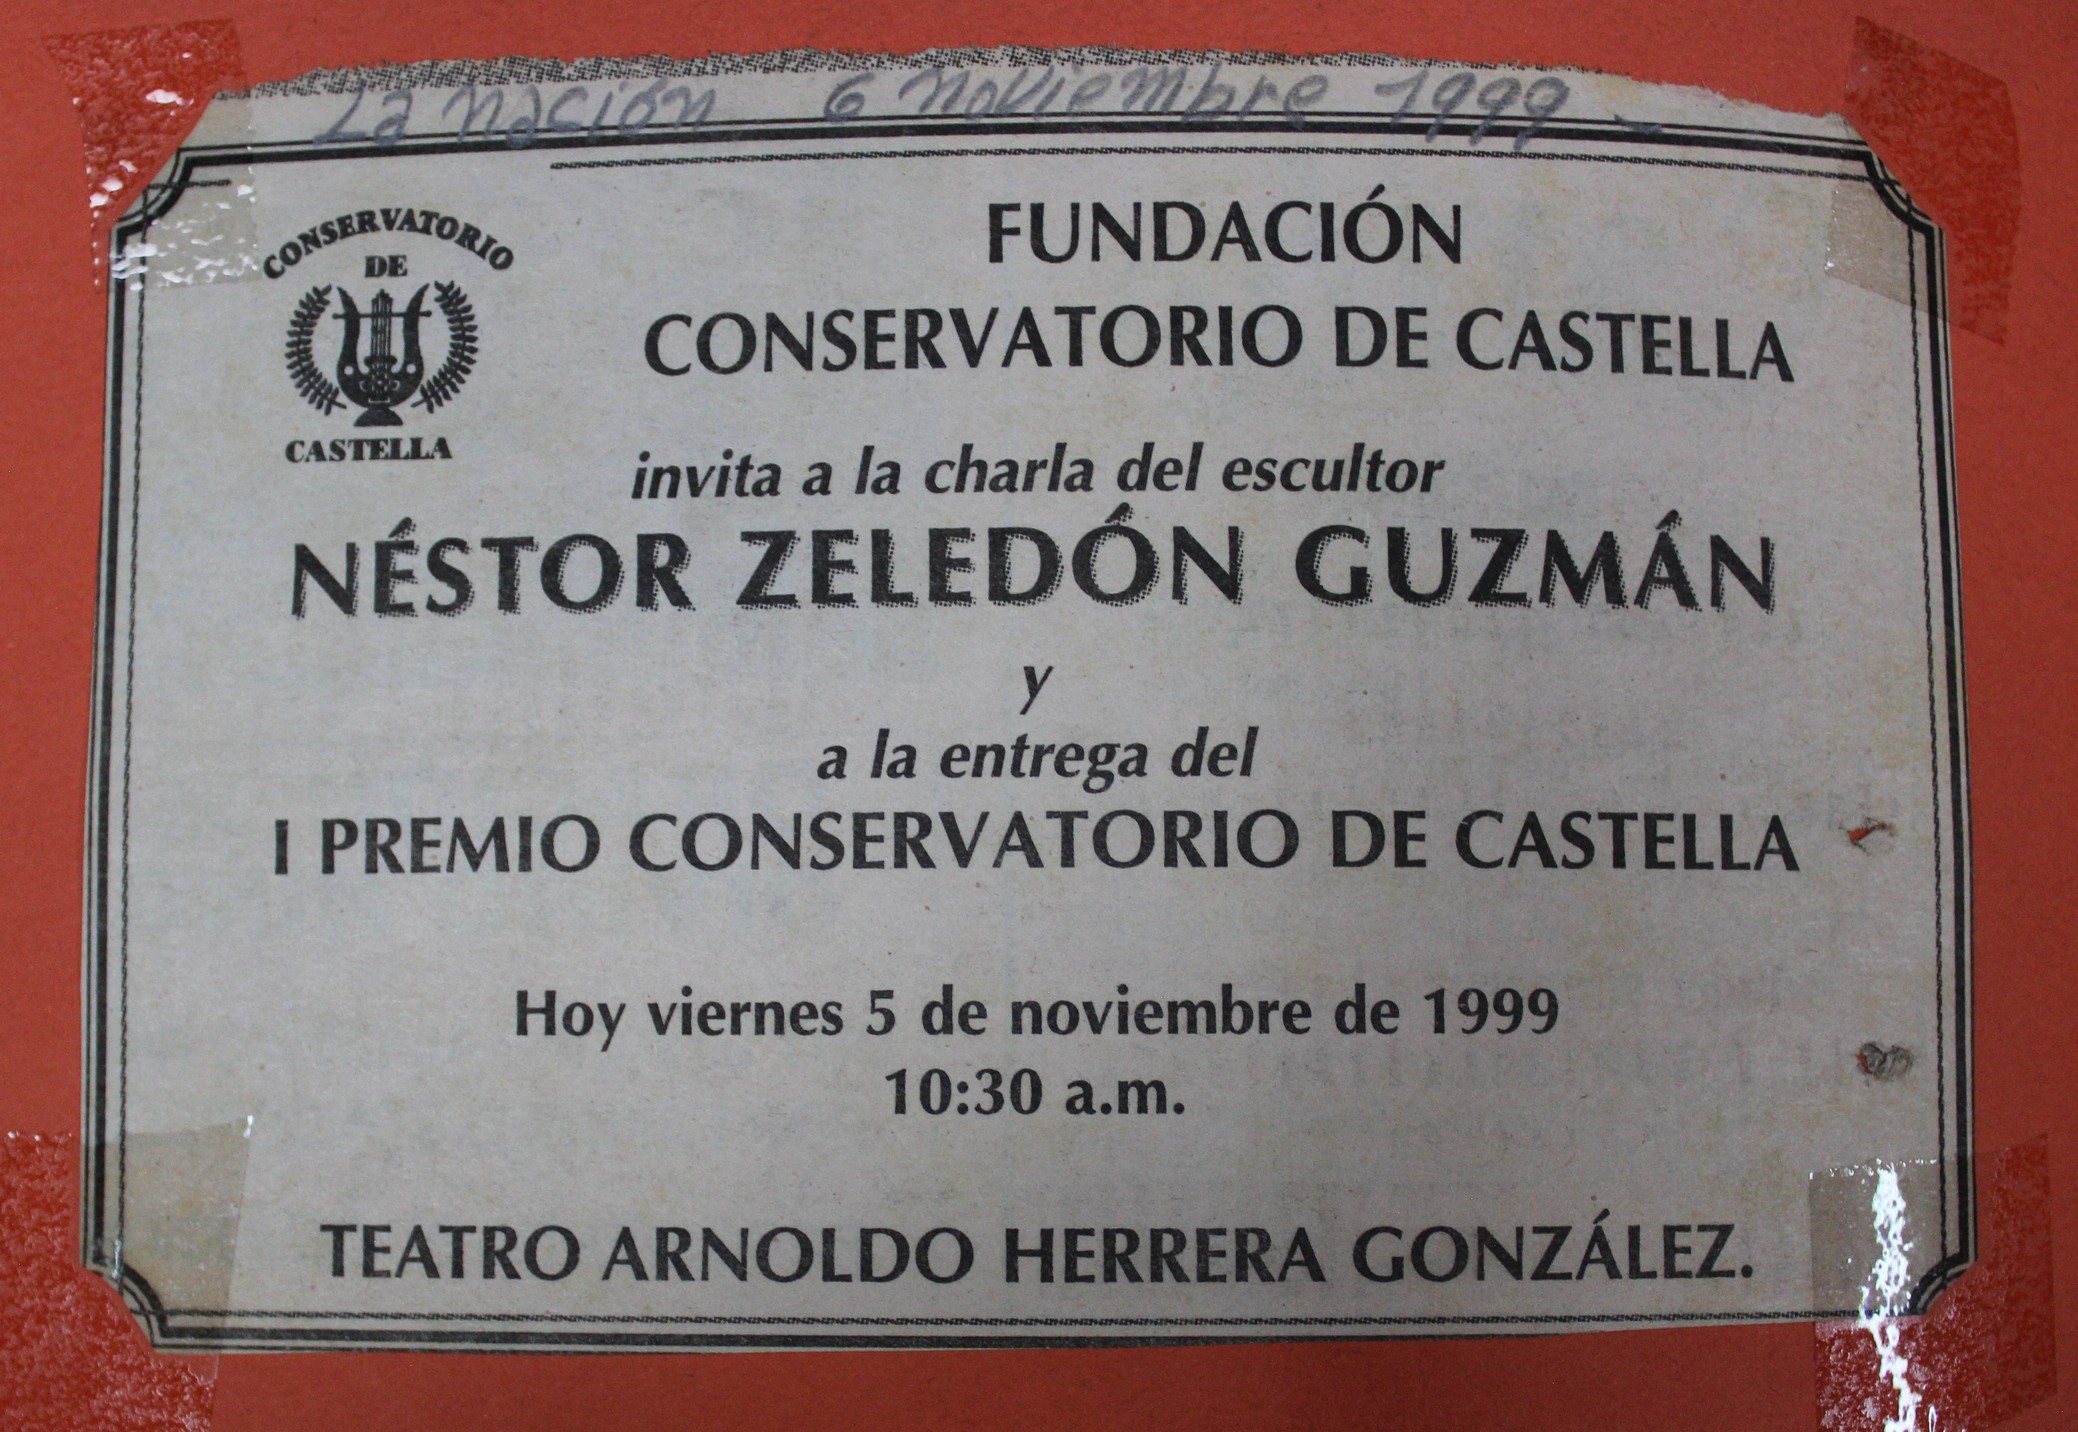 La Nación 6 noviembre 1999
CONSERVATORIO
DE
CASTELLA
FUNDACIÓN
CONSERVATORIO DE CASTELLA
invita a la charla del escultor
NÉSTOR ZELEDÓN GUZMÁN
y
a la entrega del
I PREMIO CONSERVATORIO DE CASTELLA
Hoy viernes 5 de noviembre de 1999
10:30 a.m.
TEATRO ARNOLDO HERRERA GONZÁLEZ.